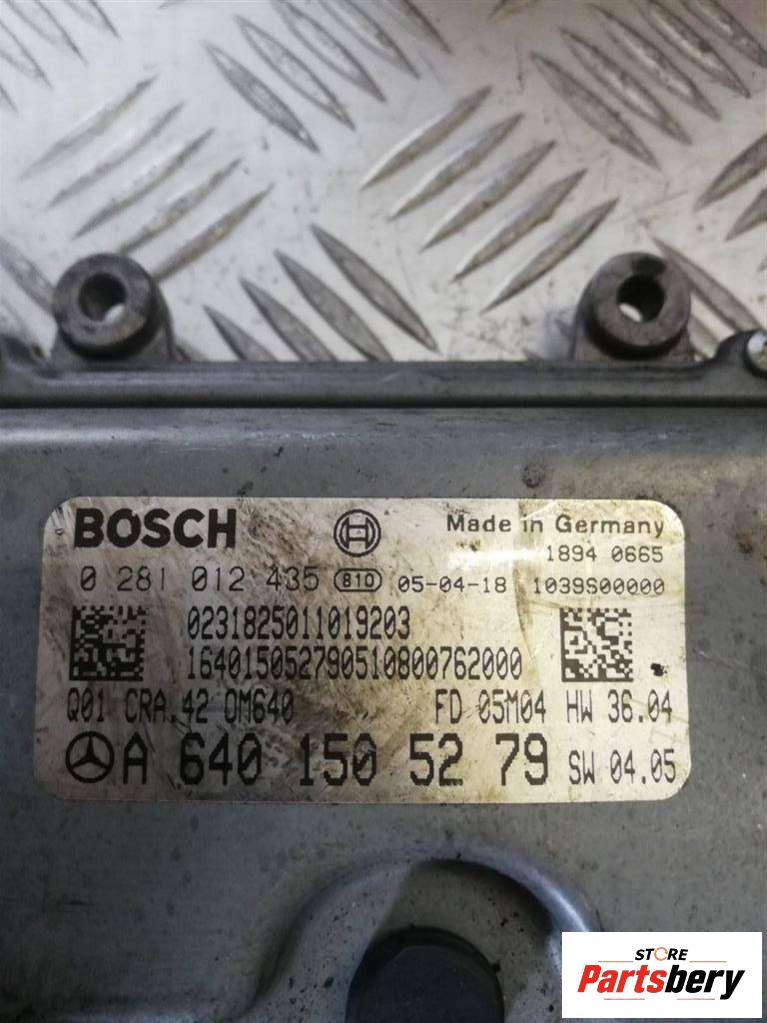 BOSCH Made in Germany
1894 0665
0 281 012 435 810 05-04-18 1039S00000
0231825011019203
164015052790510800762000
Q01 CRA.42 OM640 FD 05M04 HW 36.04
A 640 150 52 79 SW 04.05
STORE
Partsbery